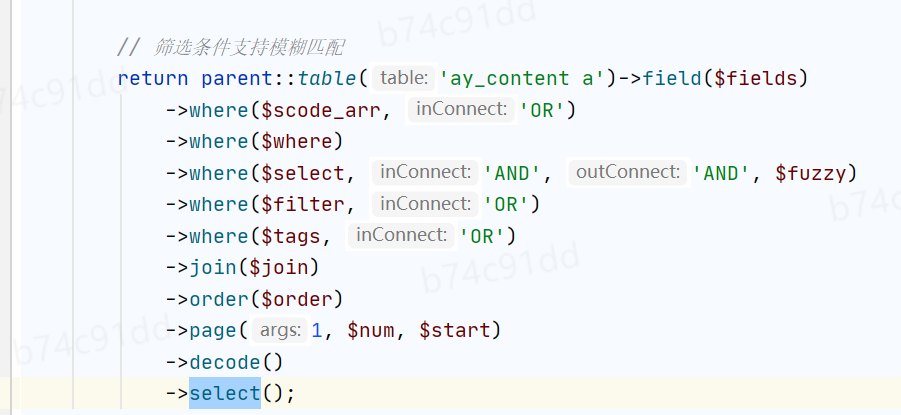 // 筛选条件支持模糊匹配
return parent::table( table: 'ay_content a')->field($fields)
->where($scode_arr, inConnect: 'OR')
->where($where)
->where($select, inConnect: 'AND', outConnect: 'AND', $fuzzy)
->where($filter, inConnect: 'OR')
->where($tags, inConnect: 'OR')
->join($join)
->order($order)
->page( args: 1, $num, $start)
->decode()
->select();
b74c91dd
b74c91dd
b74c
b74c91dd
b74c91dd